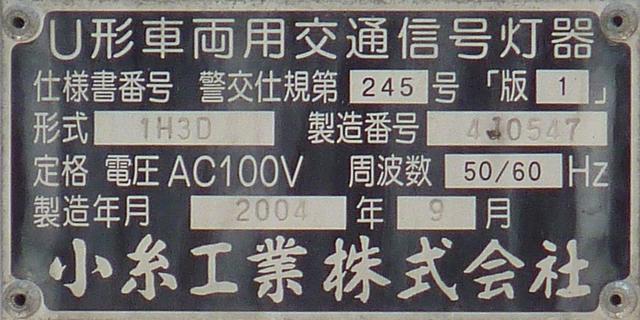 U形車両用交通信号灯器
仕様書番号 警交仕規第 245 号 「版 1 」
形式 1H3D 製造番号 4J0547
定格 電圧 AC100V 周波数 50/60 Hz
製造年月 2004 年 9 月
小糸工業株式会社